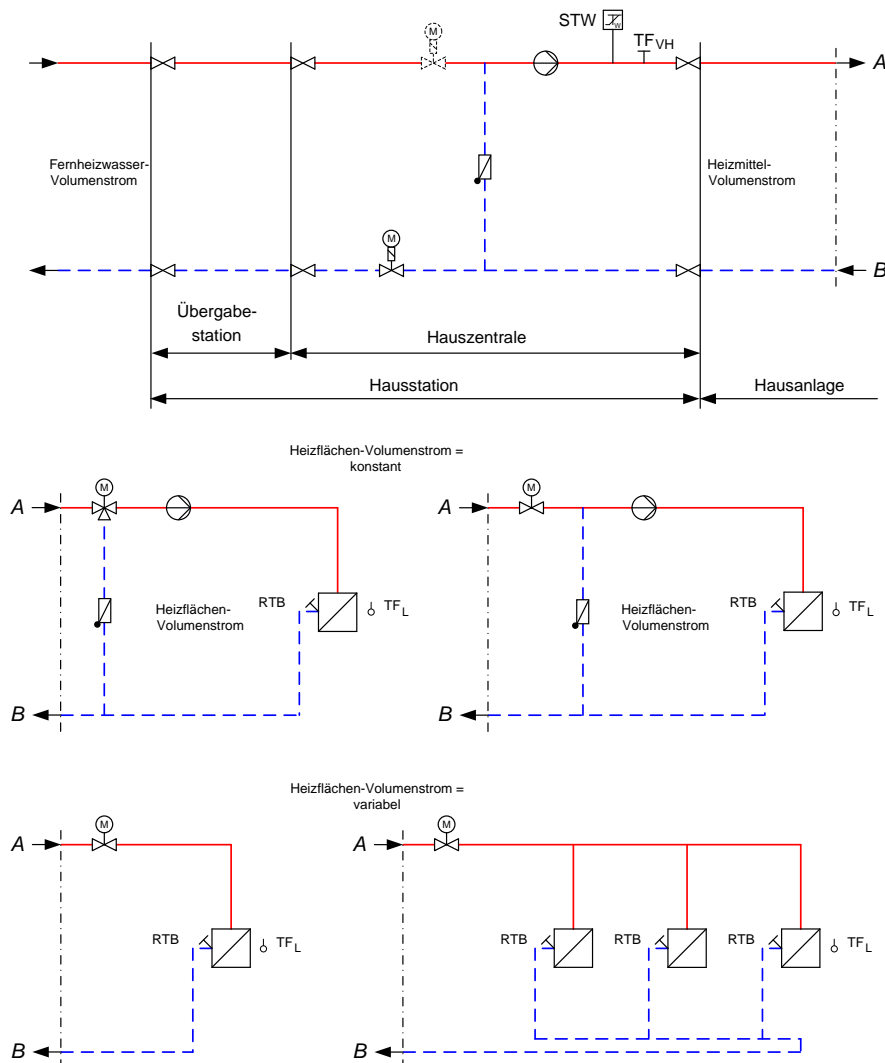 M
STW
W
TF VH
A
Fernheizwasser-
Volumenstrom
Heizmittel-
Volumenstrom
M
B
Übergabe-
station
Hauszentrale
Hausstation
Hausanlage
Heizflächen-Volumenstrom =
konstant
M
A
M
A
Heizflächen-
Volumenstrom
RTB
TF L
Heizflächen-
Volumenstrom
RTB
TF L
B
B
Heizflächen-Volumenstrom =
variabel
M
A
M
A
RTB
TF L
RTB
RTB
RTB
TF L
B
B